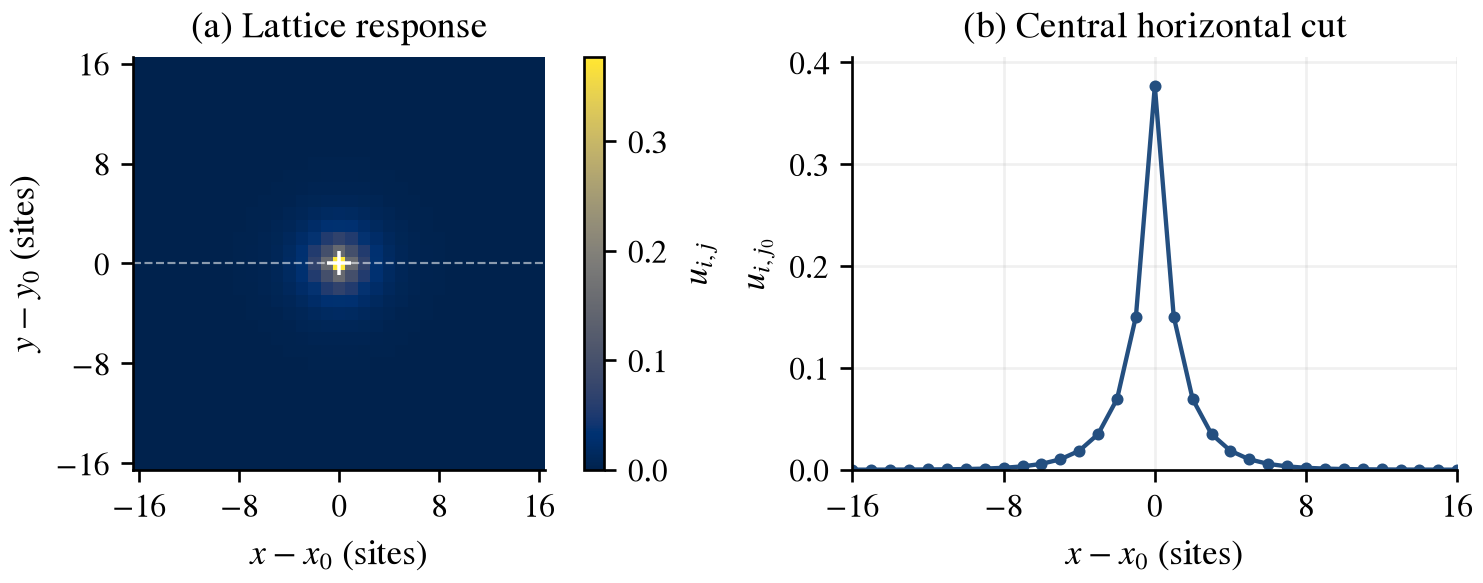 (a) Lattice response
16
8
0
−8
−16
y − y₀ (sites)
−16 −8 0 8 16
x − x₀ (sites)
0.3
0.2
0.1
0.0
uᵢ,ⱼ
(b) Central horizontal cut
0.4
0.3
0.2
0.1
0.0
uᵢ,ⱼ₀
−16 −8 0 8 16
x − x₀ (sites)